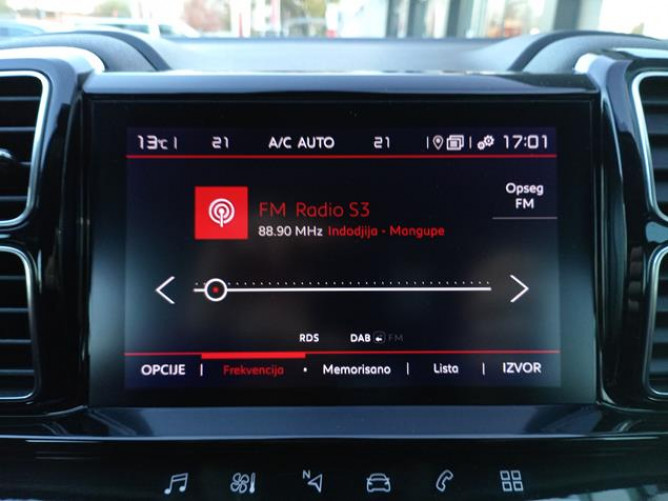 13°C 21 A/C AUTO 21 17:01
Opseg
FM
FM Radio S3
88.90 MHz Indodjija - Mangupe
RDS DAB FM
OPCIJE Frekvencija Memorisano Lista IZVOR
N